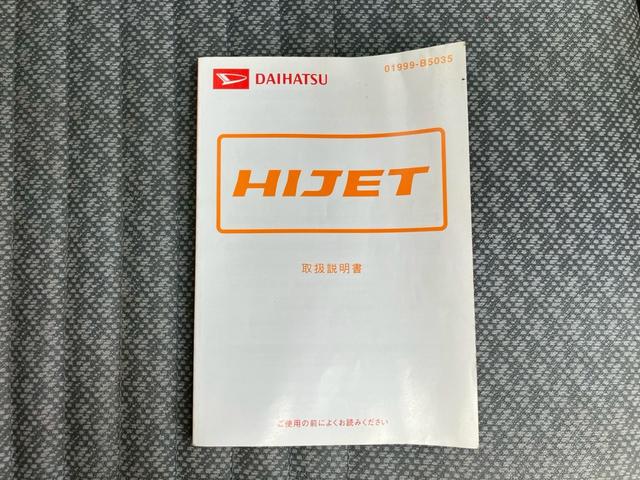 DAIHATSU
01999-B5035
HIJET
取扱説明書
ご使用の前によくお読みください